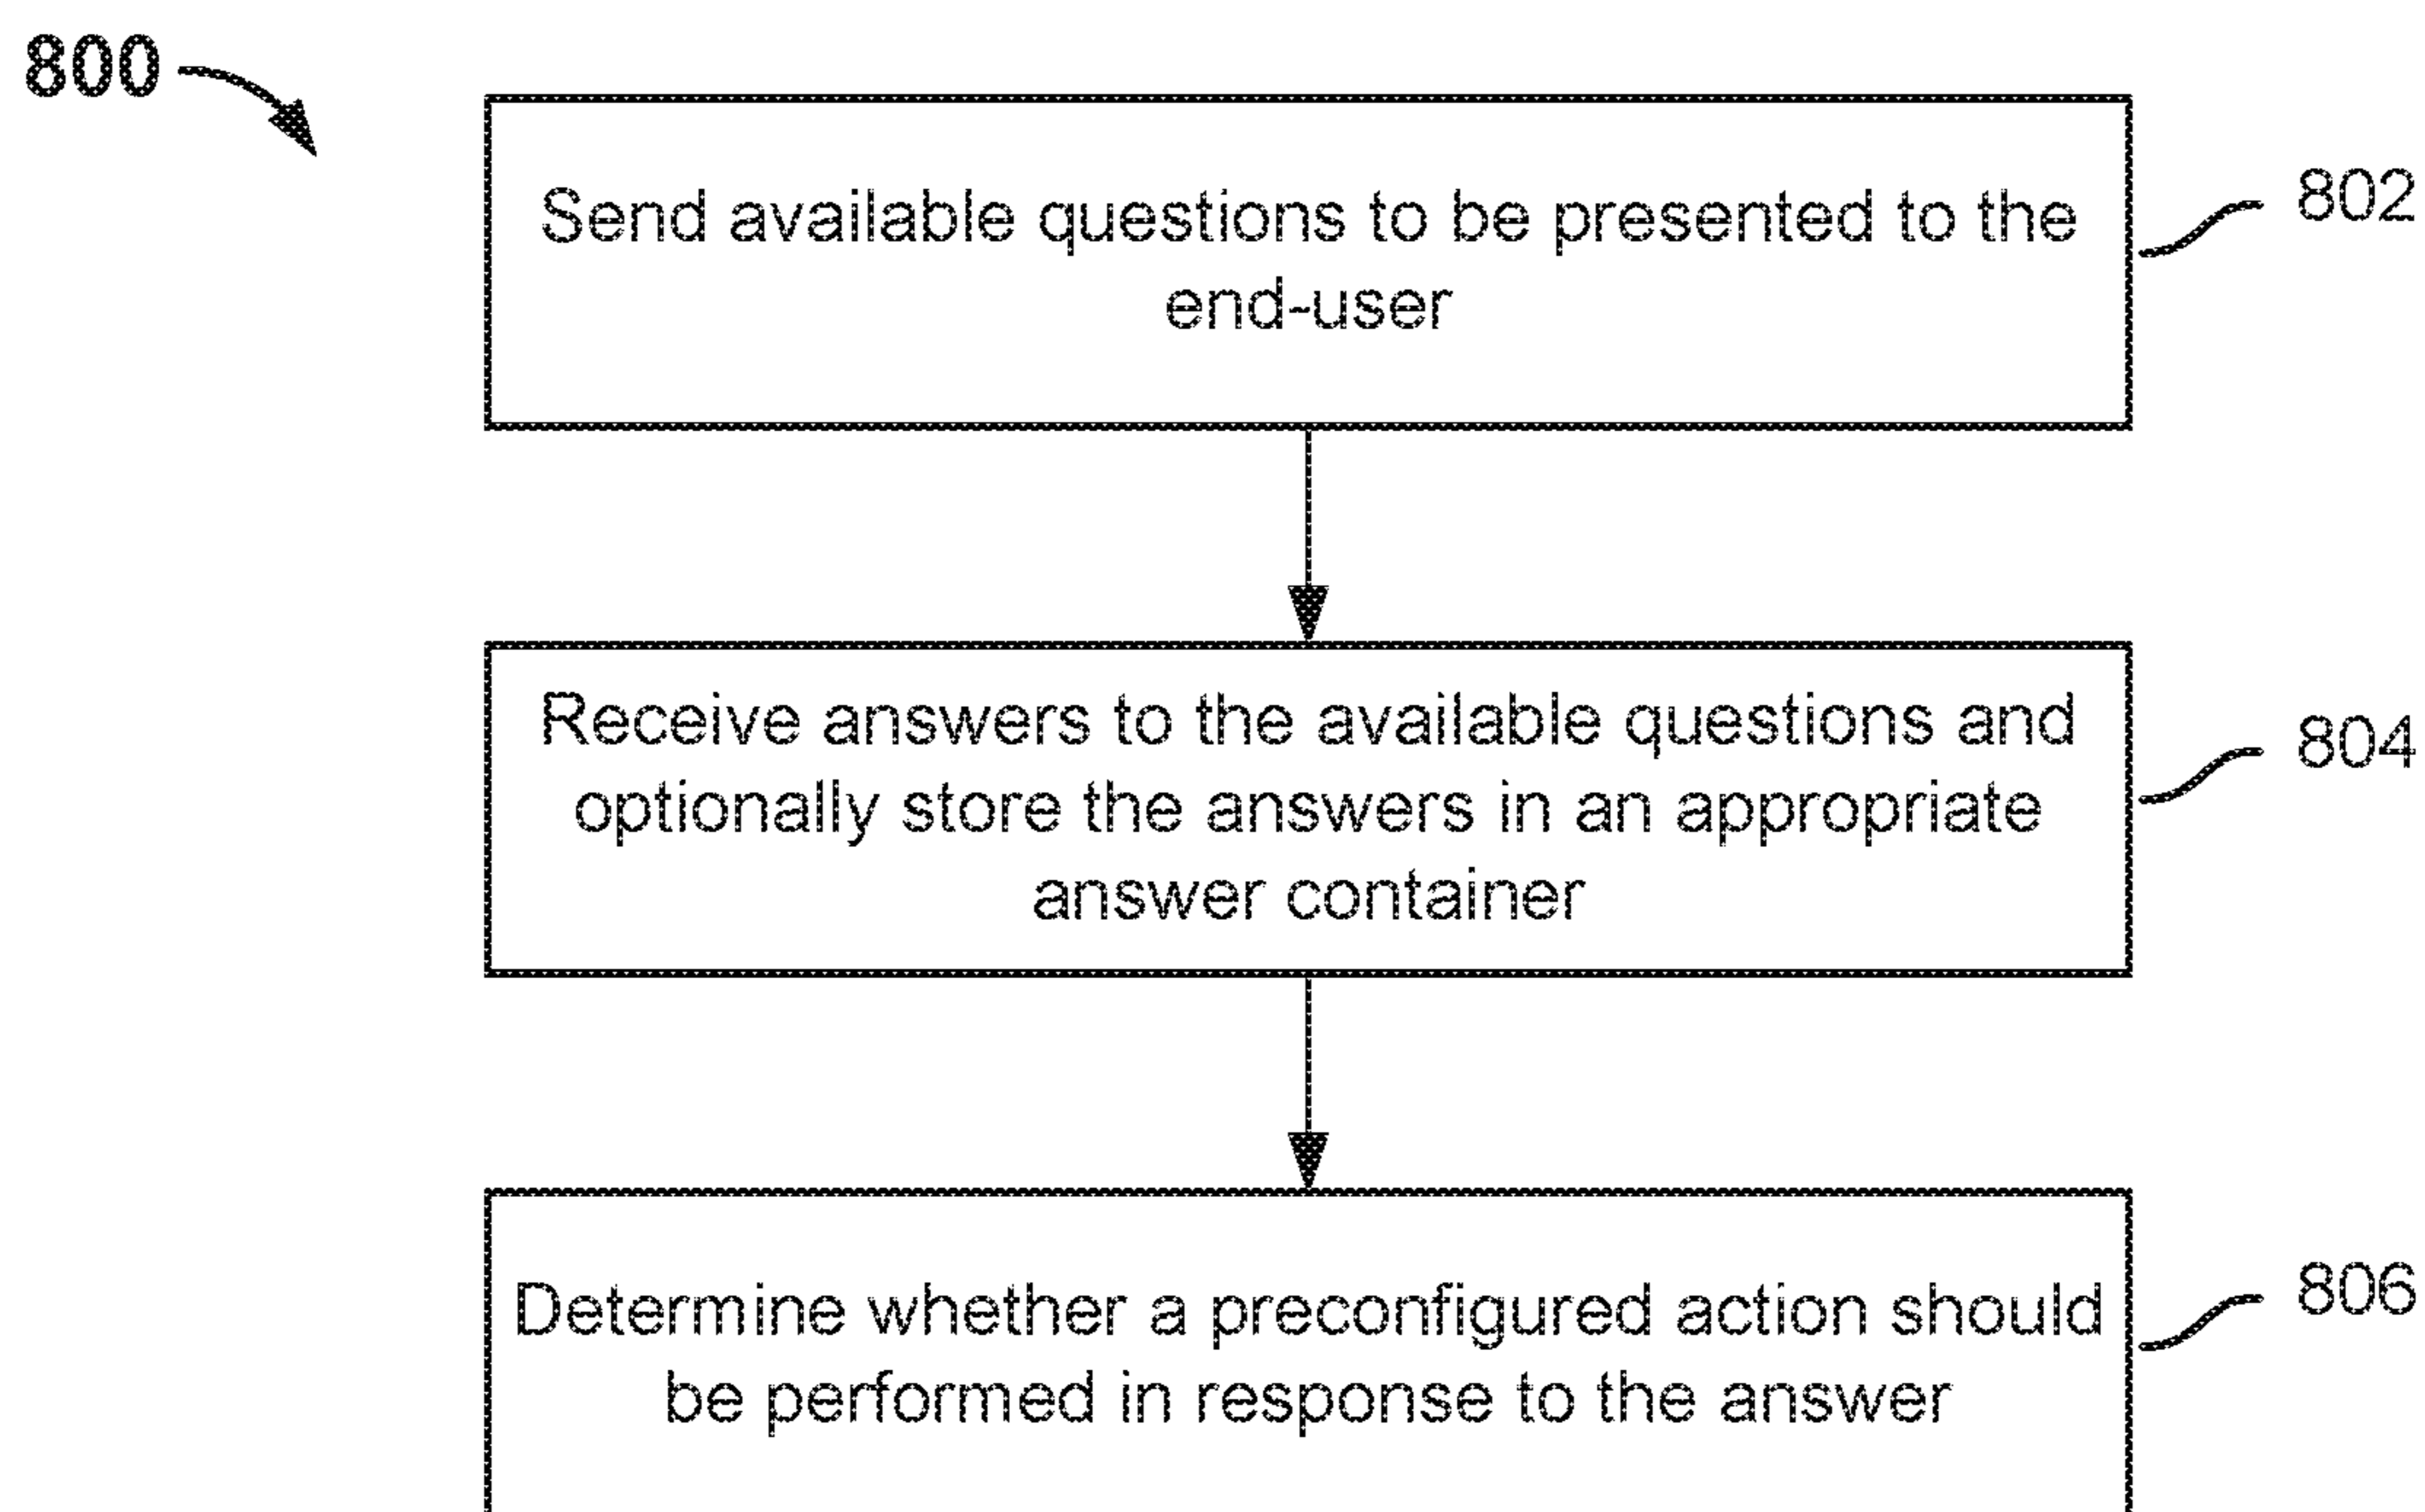 800
Send available questions to be presented to the
end-user
802
Receive answers to the available questions and
optionally store the answers in an appropriate
answer container
804
Determine whether a preconfigured action should
be performed in response to the answer
806